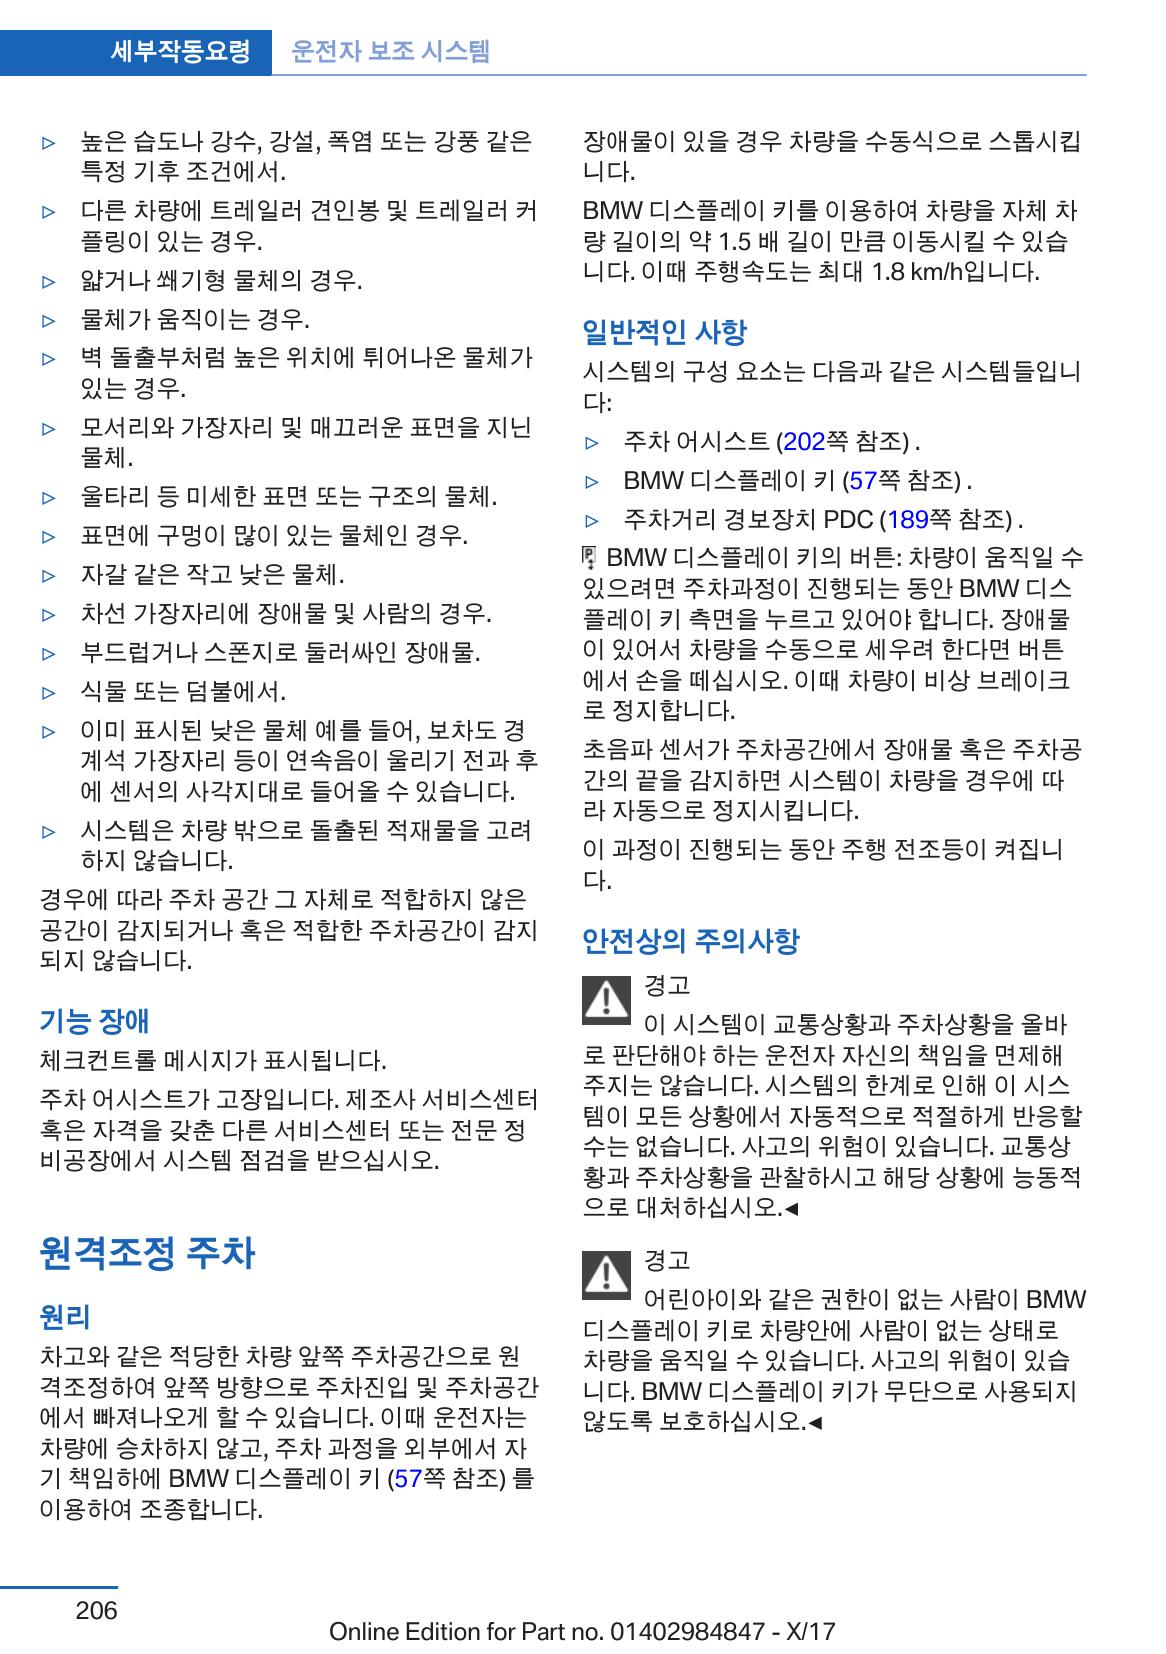 세부작동요령
운전자 보조 시스템
▷ 높은 습도나 강수, 강설, 폭염 또는 강풍 같은
특정 기후 조건에서.
▷ 다른 차량에 트레일러 견인봉 및 트레일러 커
플링이 있는 경우.
▷ 얇거나 쐐기형 물체의 경우.
▷ 물체가 움직이는 경우.
▷ 벽 돌출부처럼 높은 위치에 튀어나온 물체가
있는 경우.
▷ 모서리와 가장자리 및 매끄러운 표면을 지닌
물체.
▷ 울타리 등 미세한 표면 또는 구조의 물체.
▷ 표면에 구멍이 많이 있는 물체인 경우.
▷ 자갈 같은 작고 낮은 물체.
▷ 차선 가장자리에 장애물 및 사람의 경우.
▷ 부드럽거나 스폰지로 둘러싸인 장애물.
▷ 식물 또는 덤불에서.
▷ 이미 표시된 낮은 물체 예를 들어, 보차도 경
계석 가장자리 등이 연속음이 울리기 전과 후
에 센서의 사각지대로 들어올 수 있습니다.
▷ 시스템은 차량 밖으로 돌출된 적재물을 고려
하지 않습니다.
경우에 따라 주차 공간 그 자체로 적합하지 않은
공간이 감지되거나 혹은 적합한 주차공간이 감지
되지 않습니다.
기능 장애
체크컨트롤 메시지가 표시됩니다.
주차 어시스트가 고장입니다. 제조사 서비스센터
혹은 자격을 갖춘 다른 서비스센터 또는 전문 정
비공장에서 시스템 점검을 받으십시오.
원격조정 주차
원리
차고와 같은 적당한 차량 앞쪽 주차공간으로 원
격조정하여 앞쪽 방향으로 주차진입 및 주차공간
에서 빠져나오게 할 수 있습니다. 이때 운전자는
차량에 승차하지 않고, 주차 과정을 외부에서 자
기 책임하에 BMW 디스플레이 키 (57쪽 참조) 를
이용하여 조종합니다.
장애물이 있을 경우 차량을 수동식으로 스톱시킵
니다.
BMW 디스플레이 키를 이용하여 차량을 자체 차
량 길이의 약 1.5 배 길이 만큼 이동시킬 수 있습
니다. 이때 주행속도는 최대 1.8 km/h입니다.
일반적인 사항
시스템의 구성 요소는 다음과 같은 시스템들입니
다:
▷ 주차 어시스트 (202쪽 참조) .
▷ BMW 디스플레이 키 (57쪽 참조) .
▷ 주차거리 경보장치 PDC (189쪽 참조) .
P BMW 디스플레이 키의 버튼: 차량이 움직일 수
있으려면 주차과정이 진행되는 동안 BMW 디스
플레이 키 측면을 누르고 있어야 합니다. 장애물
이 있어서 차량을 수동으로 세우려 한다면 버튼
에서 손을 떼십시오. 이때 차량이 비상 브레이크
로 정지합니다.
초음파 센서가 주차공간에서 장애물 혹은 주차공
간의 끝을 감지하면 시스템이 차량을 경우에 따
라 자동으로 정지시킵니다.
이 과정이 진행되는 동안 주행 전조등이 켜집니
다.
안전상의 주의사항
경고
이 시스템이 교통상황과 주차상황을 올바
로 판단해야 하는 운전자 자신의 책임을 면제해
주지는 않습니다. 시스템의 한계로 인해 이 시스
템이 모든 상황에서 자동적으로 적절하게 반응할
수는 없습니다. 사고의 위험이 있습니다. 교통상
황과 주차상황을 관찰하시고 해당 상황에 능동적
으로 대처하십시오.◀
경고
어린아이와 같은 권한이 없는 사람이 BMW
디스플레이 키로 차량안에 사람이 없는 상태로
차량을 움직일 수 있습니다. 사고의 위험이 있습
니다. BMW 디스플레이 키가 무단으로 사용되지
않도록 보호하십시오.◀
206
Online Edition for Part no. 01402984847 - X/17